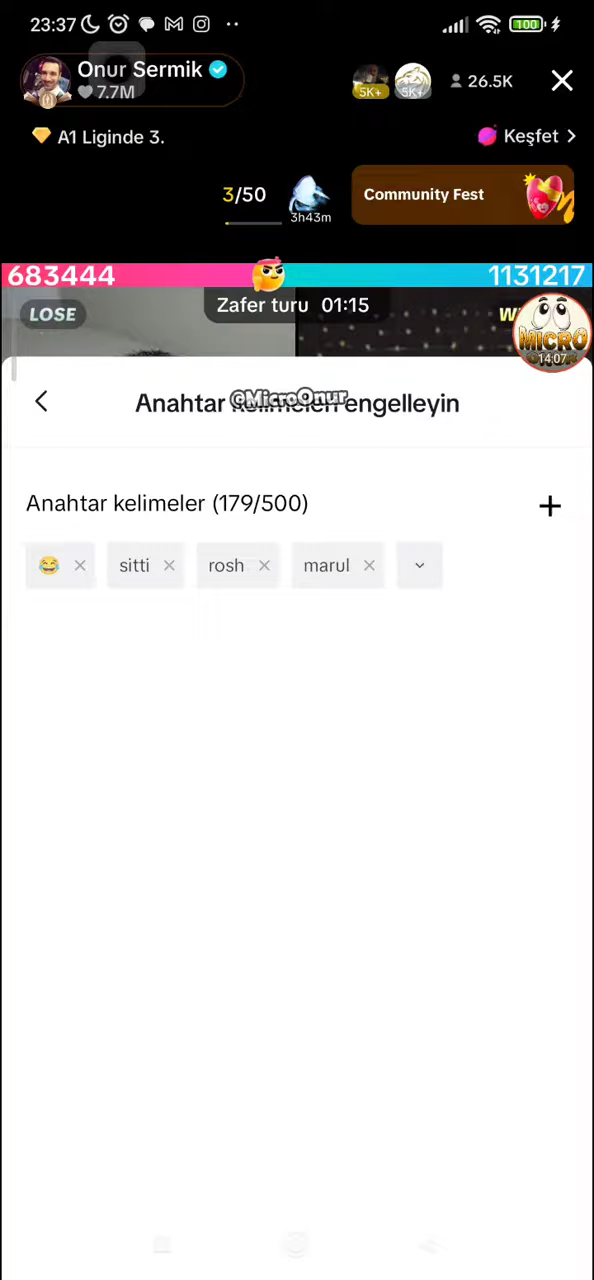 23:37
100
Onur Sermik
7.7M
5K+
5K+
26.5K
A1 Liginde 3.
Keşfet
3/50
3h43m
Community Fest
683444
1131217
LOSE
Zafer turu 01:15
MICRO
14:07
Anahtar kelimeleri engelleyin
©MicroOnur
Anahtar kelimeler (179/500)
😂
sitti
rosh
marul